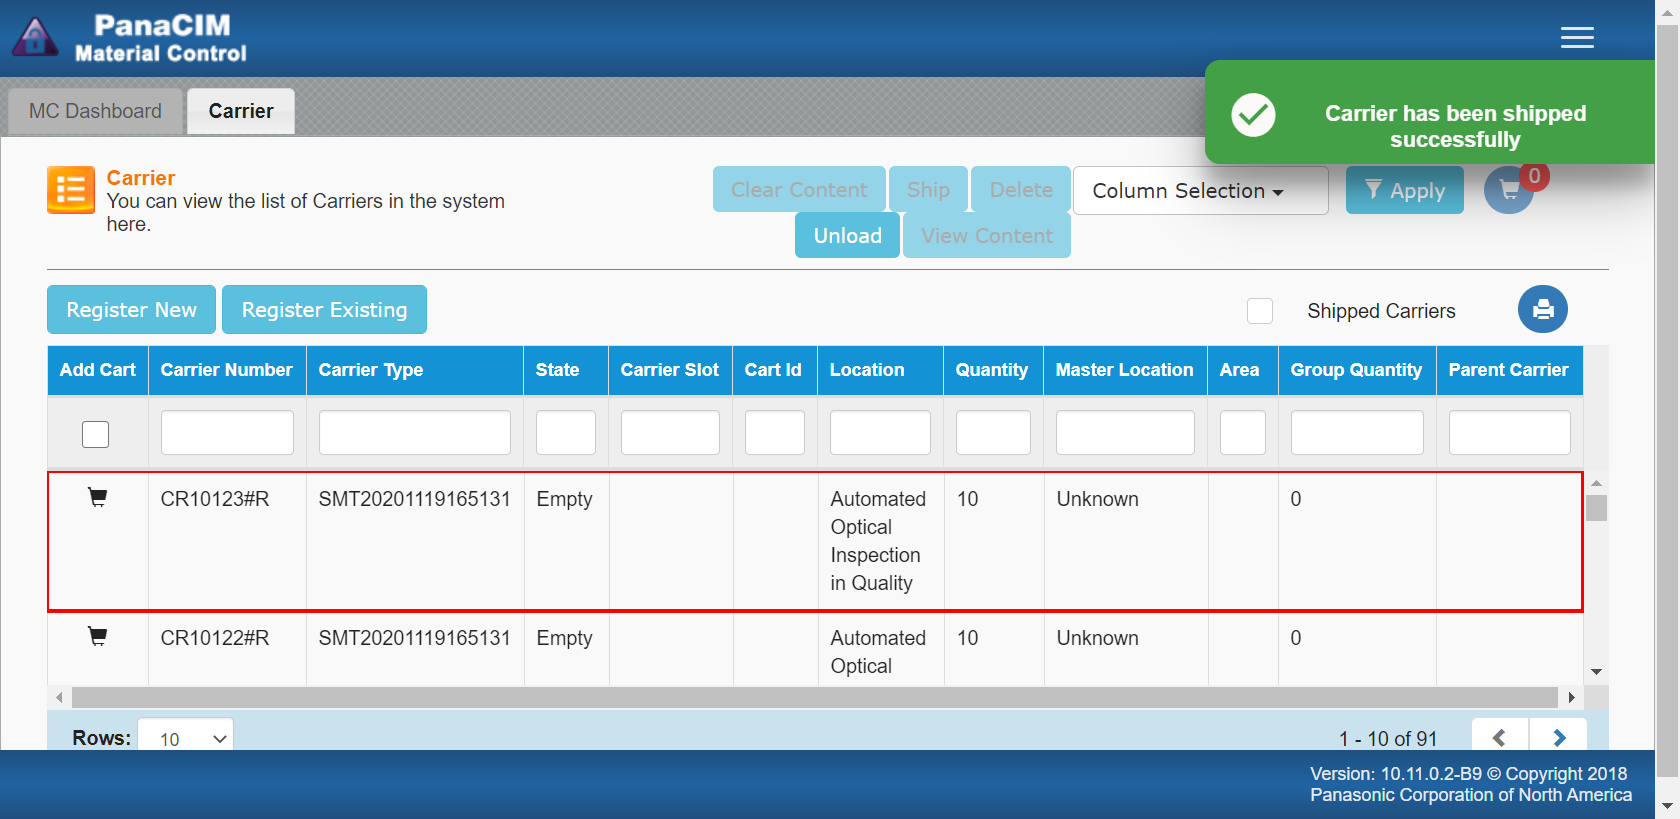 PanaCIM
Material Control
MC Dashboard
Carrier
Carrier has been shipped
successfully
Carrier
You can view the list of Carriers in the system
here.
Clear Content
Ship
Delete
Column Selection
Apply
0
Unload
View Content
Register New
Register Existing
Shipped Carriers
Add Cart Carrier Number Carrier Type State Carrier Slot Cart Id Location Quantity Master Location Area Group Quantity Parent Carrier
CR10123#R SMT20201119165131 Empty Automated 10 Unknown 0
Optical
Inspection
in Quality
CR10122#R SMT20201119165131 Empty Automated 10 Unknown 0
Optical
Rows: 10 1 - 10 of 91
Version: 10.11.0.2-B9 © Copyright 2018
Panasonic Corporation of North America